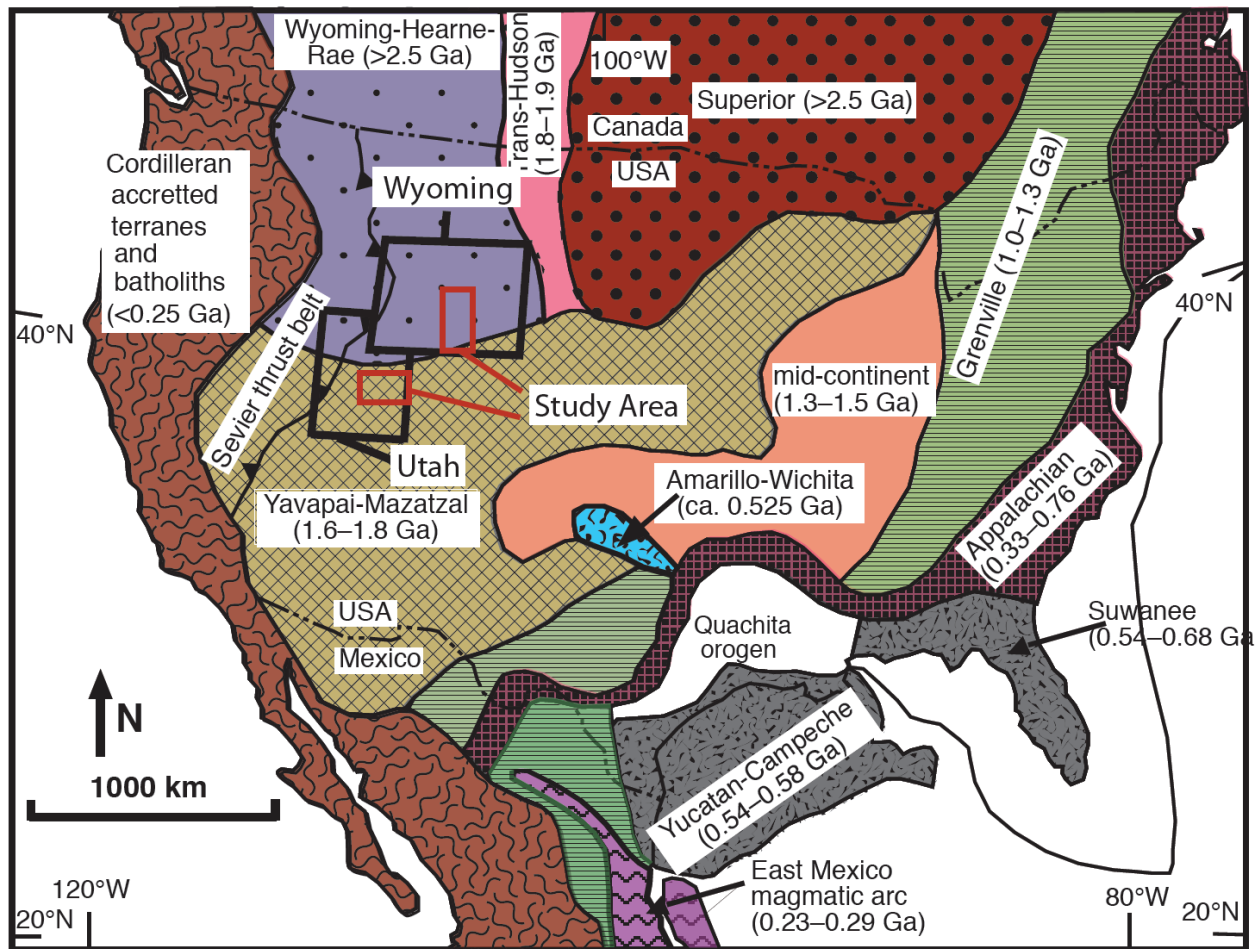 Wyoming-Hearne-
Rae (>2.5 Ga)
rans-Hudson
(1.8–1.9 Ga)
100°W
Superior (>2.5 Ga)
Canada
USA
Cordilleran
accretted
terranes
and
batholiths
(<0.25 Ga)
Wyoming
Grenville (1.0–1.3 Ga)
40°N
40°N
Sevier thrust belt
mid-continent
(1.3–1.5 Ga)
Study Area
Utah
Amarillo-Wichita
(ca. 0.525 Ga)
Yavapai-Mazatzal
(1.6–1.8 Ga)
Appalachian
(0.33–0.76 Ga)
USA
Mexico
Quachita
orogen
Suwanee
(0.54–0.68 Ga
N
1000 km
Yucatan-Campeche
(0.54–0.58 Ga)
East Mexico
magmatic arc
(0.23–0.29 Ga)
120°W
20°N
80°W
20°N